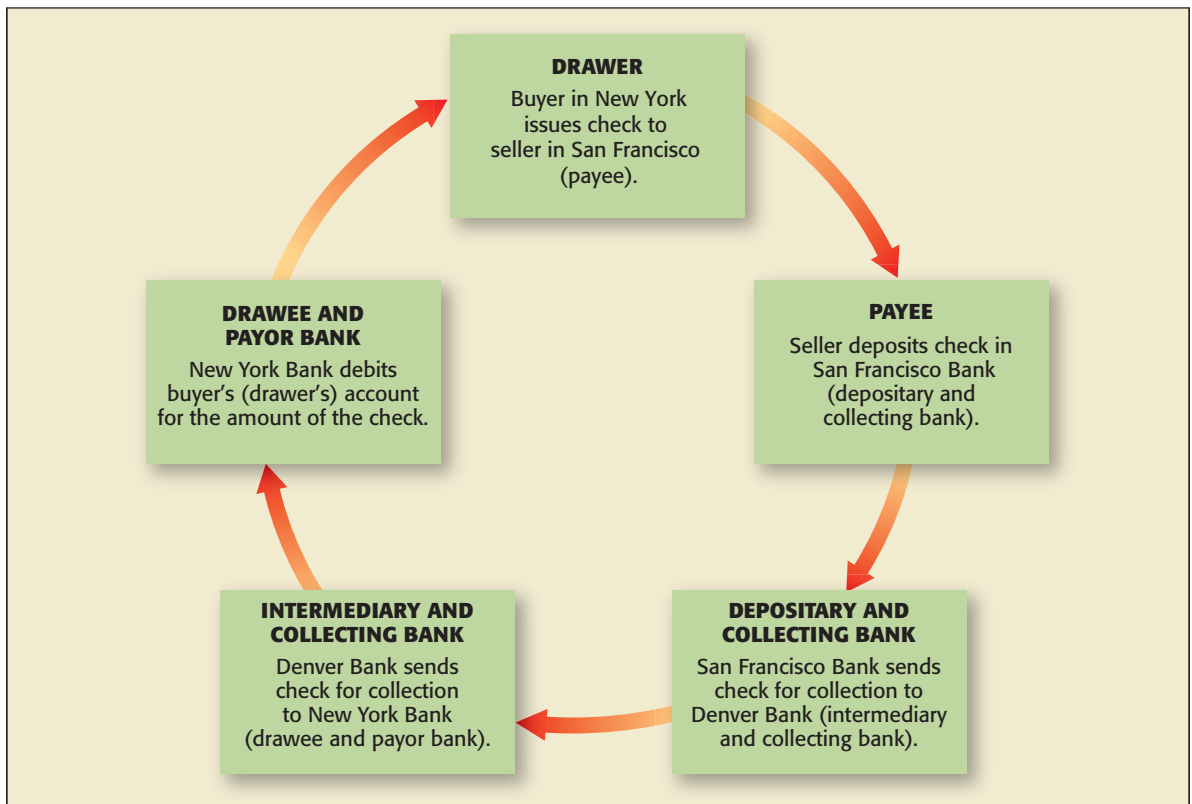 DRAWER
Buyer in New York
issues check to
seller in San Francisco
(payee).
PAYEE
Seller deposits check in
San Francisco Bank
(depositary and
collecting bank).
DEPOSITARY AND
COLLECTING BANK
San Francisco Bank sends
check for collection to
Denver Bank (intermediary
and collecting bank).
INTERMEDIARY AND
COLLECTING BANK
Denver Bank sends
check for collection
to New York Bank
(drawee and payor bank).
DRAWEE AND
PAYOR BANK
New York Bank debits
buyer's (drawer's) account
for the amount of the check.